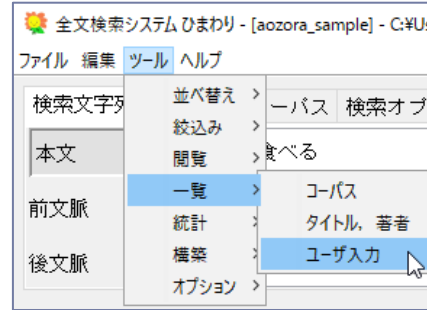 全文検索システム ひまわり - [aozora_sample] - C:¥Us
ファイル 編集 ツール ヘルプ
検索文字列 ーパス 検索オブ
並べ替え >
絞込み >
本文 食べる
閲覧 >
一覧 >
コーパス
前文脈
統計 >
タイトル, 著者
構築 >
ユーザ入力
後文脈
オプション >